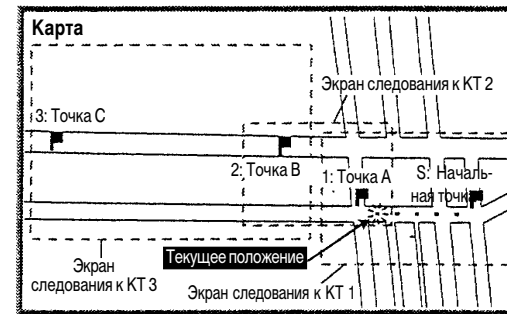 Карта
Экран следования к КТ 2
3: Точка C
2: Точка B
1: Точка A
S: Началь-
ная точка
Текущее положение
Экран
следования к КТ 3
Экран следования к КТ 1